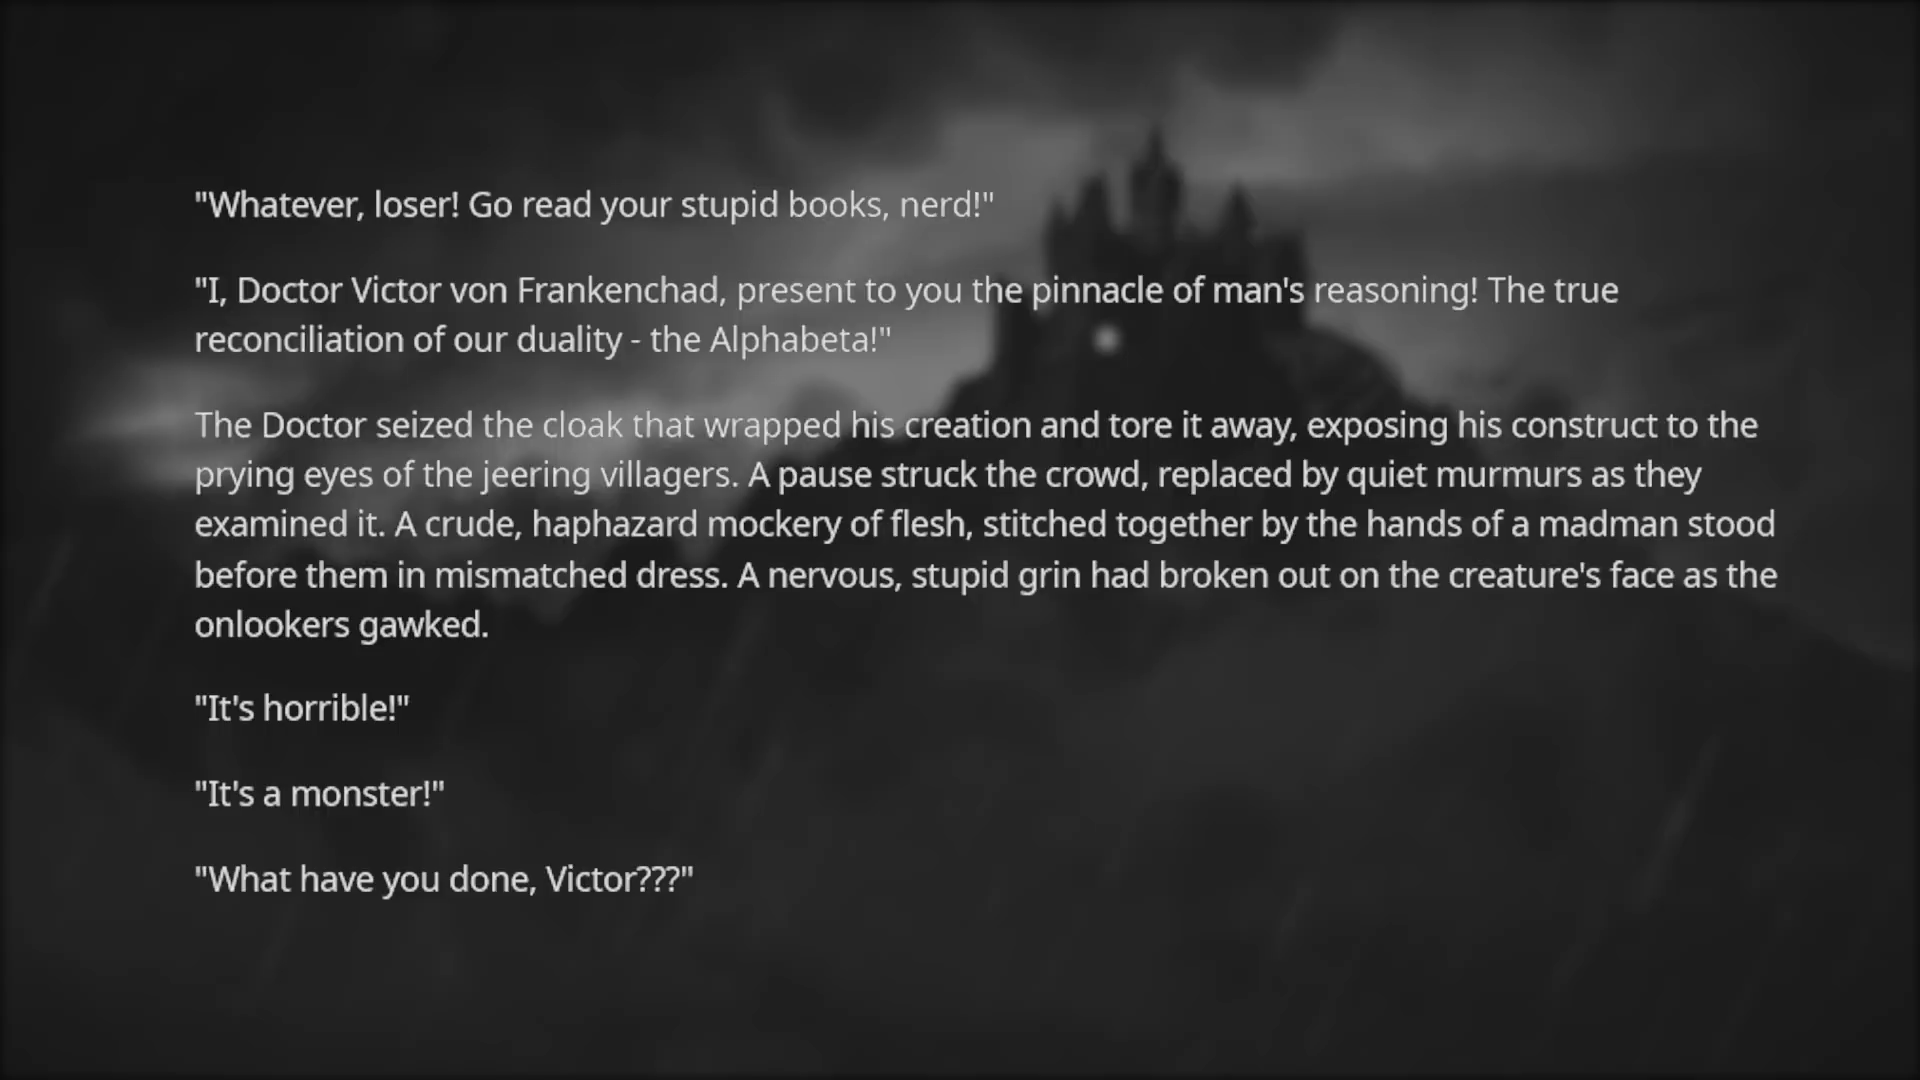 "Whatever, loser! Go read your stupid books, nerd!"
"I, Doctor Victor von Frankenchad, present to you the pinnacle of man's reasoning! The true
reconciliation of our duality - the Alphabeta!"
The Doctor seized the cloak that wrapped his creation and tore it away, exposing his construct to the
prying eyes of the jeering villagers. A pause struck the crowd, replaced by quiet murmurs as they
examined it. A crude, haphazard mockery of flesh, stitched together by the hands of a madman stood
before them in mismatched dress. A nervous, stupid grin had broken out on the creature's face as the
onlookers gawked.
"It's horrible!"
"It's a monster!"
"What have you done, Victor???"